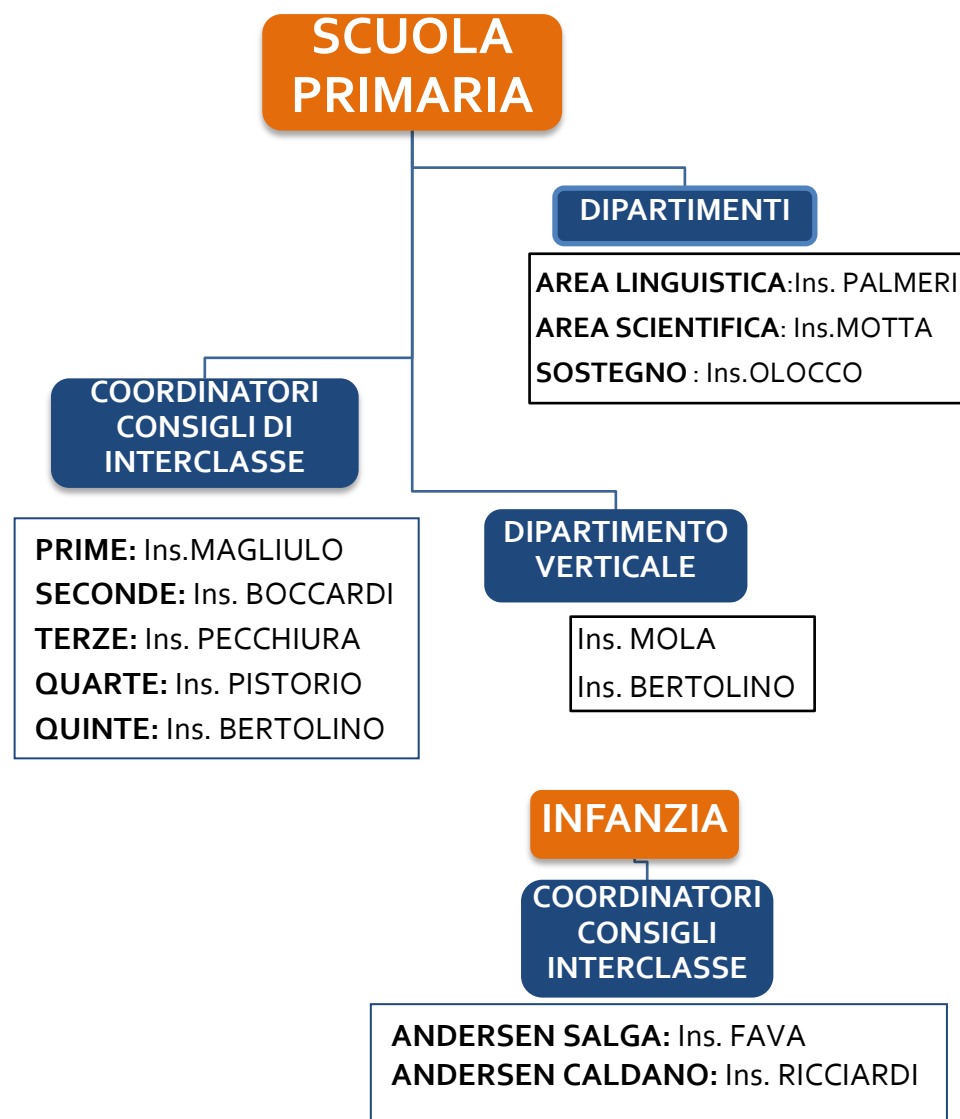 SCUOLA
PRIMARIA
DIPARTIMENTI
AREA LINGUISTICA:Ins. PALMERI
AREA SCIENTIFICA: Ins.MOTTA
SOSTEGNO : Ins.OLOCCO
COORDINATORI
CONSIGLI DI
INTERCLASSE
PRIME: Ins.MAGLIULO
SECONDE: Ins. BOCCARDI
TERZE: Ins. PECCHIURA
QUARTE: Ins. PISTORIO
QUINTE: Ins. BERTOLINO
DIPARTIMENTO
VERTICALE
Ins. MOLA
Ins. BERTOLINO
INFANZIA
COORDINATORI
CONSIGLI
INTERCLASSE
ANDERSEN SALGA: Ins. FAVA
ANDERSEN CALDANO: Ins. RICCIARDI